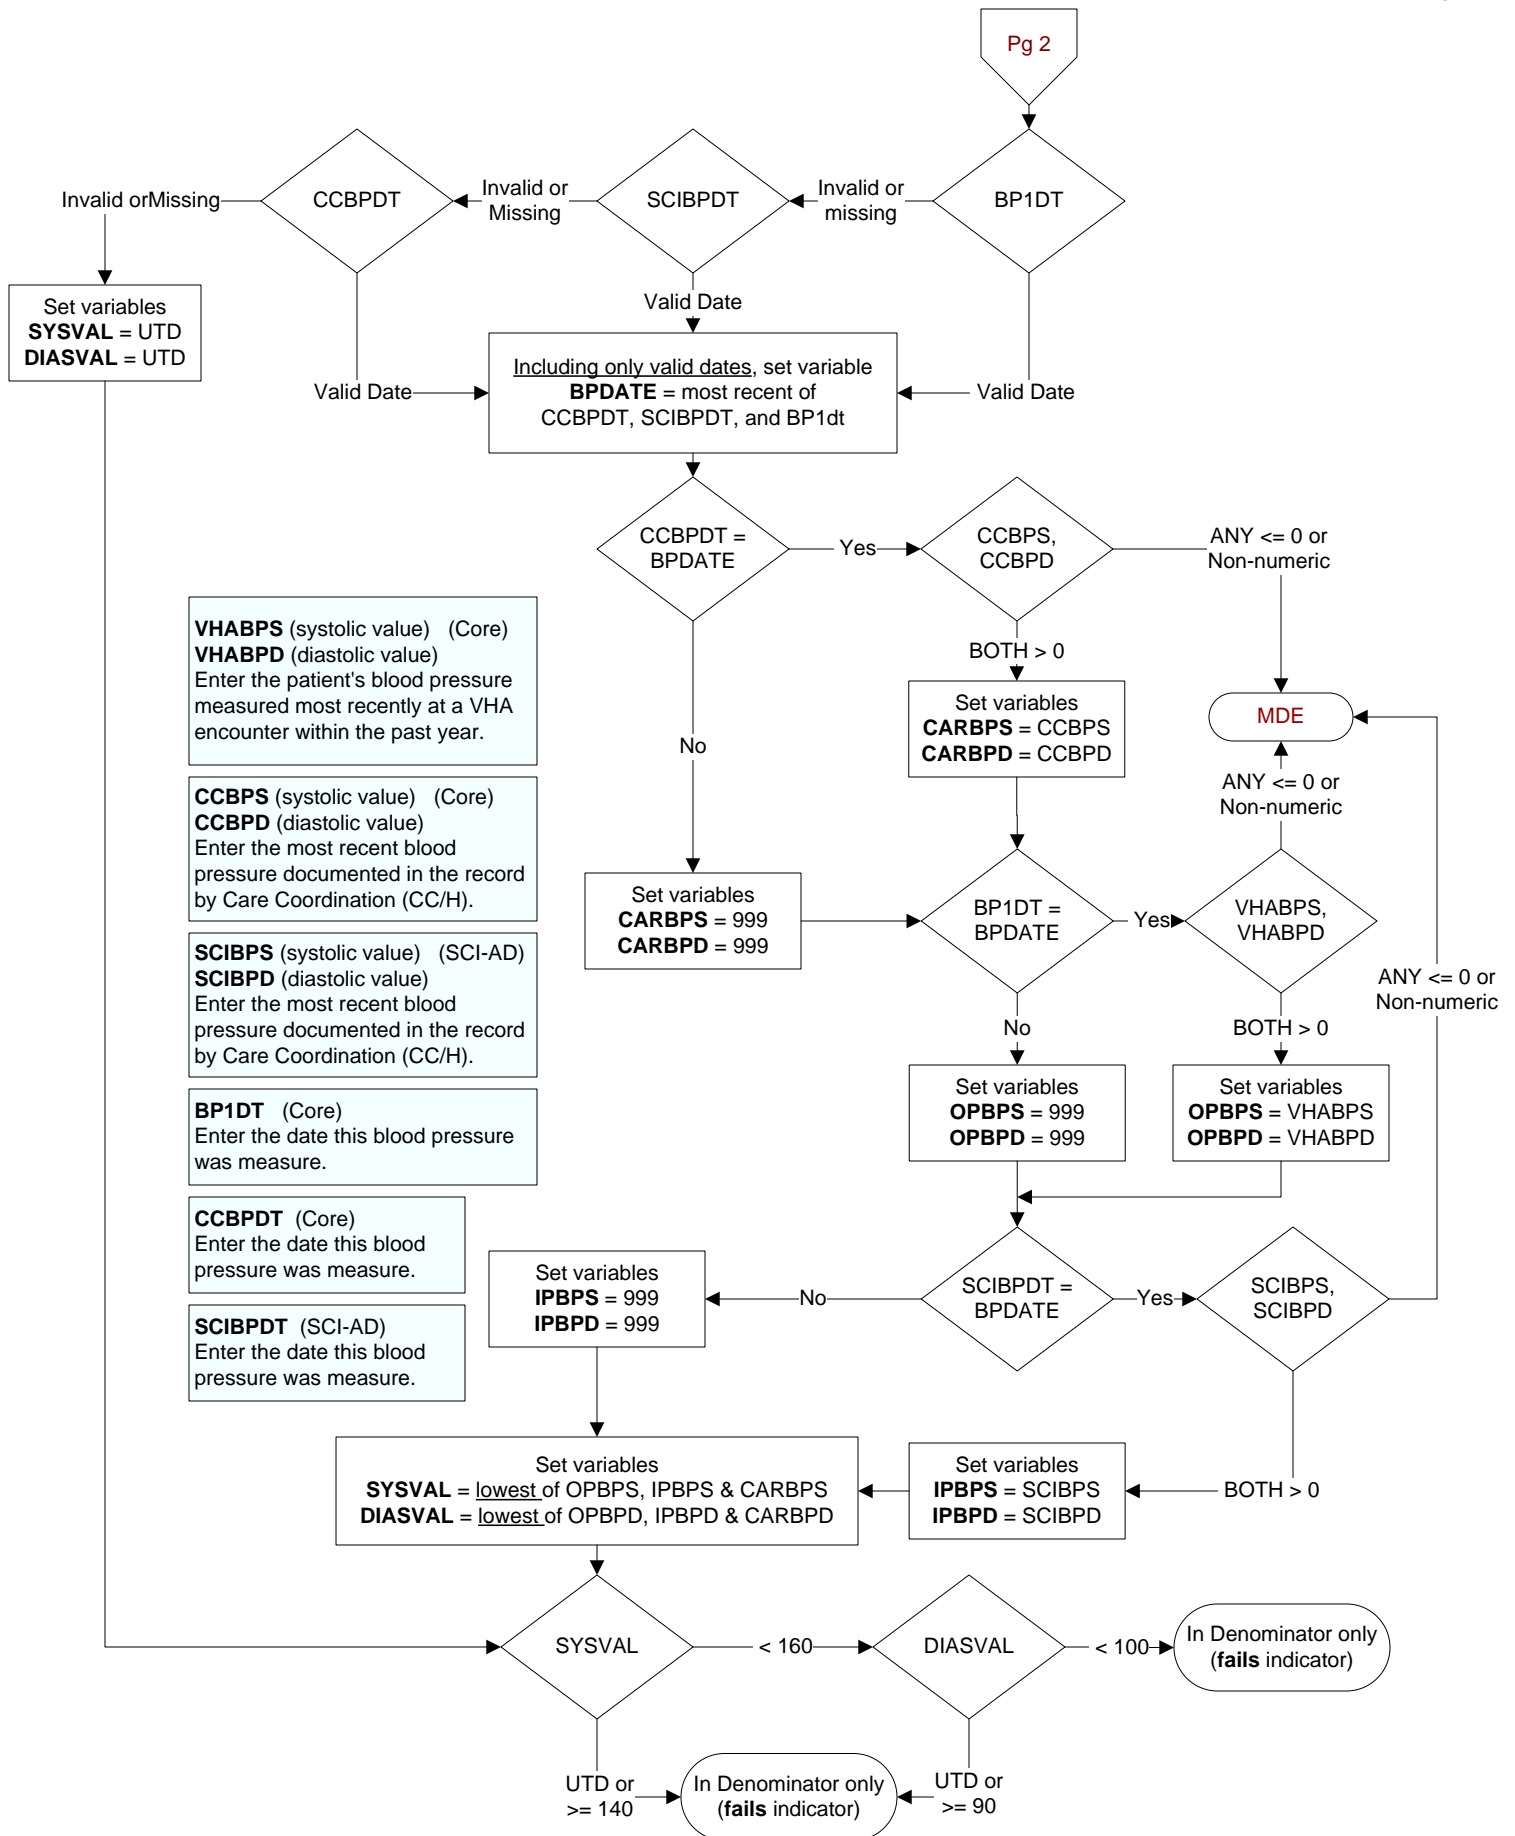 Pg 2
CCBPDT
SCIBPDT
BP1DT
Invalid orMissing
Invalid or
Missing
Invalid or
missing
Set variables
SYSVAL = UTD
DIASVAL = UTD
Valid Date
Including only valid dates, set variable
BPDATE = most recent of
CCBPDT, SCIBPDT, and BP1dt
Valid Date
Valid Date
CCBPDT =
BPDATE
Yes
CCBPS,
CCBPD
ANY <= 0 or
Non-numeric
VHABPS (systolic value) (Core)
VHABPD (diastolic value)
Enter the patient's blood pressure
measured most recently at a VHA
encounter within the past year.
No
BOTH > 0
Set variables
CARBPS = CCBPS
CARBPD = CCBPD
MDE
ANY <= 0 or
Non-numeric
CCBPS (systolic value) (Core)
CCBPD (diastolic value)
Enter the most recent blood
pressure documented in the record
by Care Coordination (CC/H).
Set variables
CARBPS = 999
CARBPD = 999
BP1DT =
BPDATE
Yes
VHABPS,
VHABPD
SCIBPS (systolic value) (SCI-AD)
SCIBPD (diastolic value)
Enter the most recent blood
pressure documented in the record
by Care Coordination (CC/H).
ANY <= 0 or
Non-numeric
No
BOTH > 0
Set variables
OPBPS = 999
OPBPD = 999
Set variables
OPBPS = VHABPS
OPBPD = VHABPD
BP1DT (Core)
Enter the date this blood pressure
was measure.
CCBPDT (Core)
Enter the date this blood
pressure was measure.
Set variables
IPBPS = 999
IPBPD = 999
No
SCIBPDT =
BPDATE
Yes
SCIBPS,
SCIBPD
SCIBPDT (SCI-AD)
Enter the date this blood
pressure was measure.
Set variables
SYSVAL = lowest of OPBPS, IPBPS & CARBPS
DIASVAL = lowest of OPBPD, IPBPD & CARBPD
Set variables
IPBPS = SCIBPS
IPBPD = SCIBPD
BOTH > 0
SYSVAL
< 160
DIASVAL
< 100
In Denominator only
(fails indicator)
UTD or
>= 140
In Denominator only
(fails indicator)
UTD or
>= 90